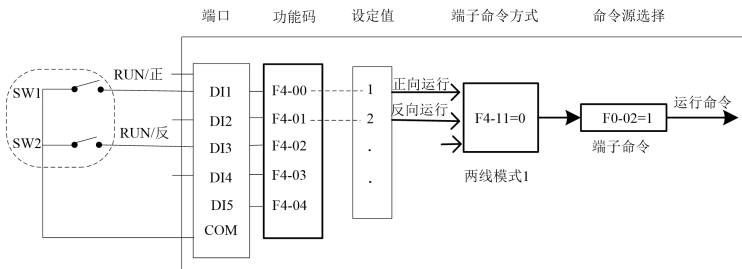 端口
功能码
设定值
端子命令方式
命令源选择
RUN/正
SW1
RUN/反
SW2
DI1
DI2
DI3
DI4
DI5
COM
F4-00
F4-01
F4-02
F4-03
F4-04
1
2
.
.
正向运行
反向运行
F4-11=0
两线模式1
F0-02=1
端子命令
运行命令